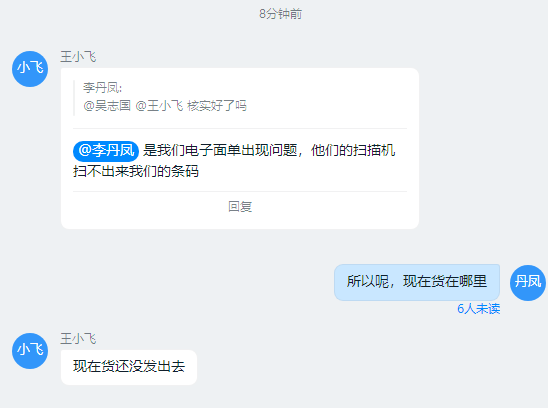 8分钟前
王小飞
小飞
李丹凤:
@吴志国 @王小飞 核实好了吗
@李丹凤 是我们电子面单出现问题，他们的扫描机
扫不出来我们的条码
回复
所以呢，现在货在哪里
丹凤
6人未读
王小飞
小飞
现在货还没发出去